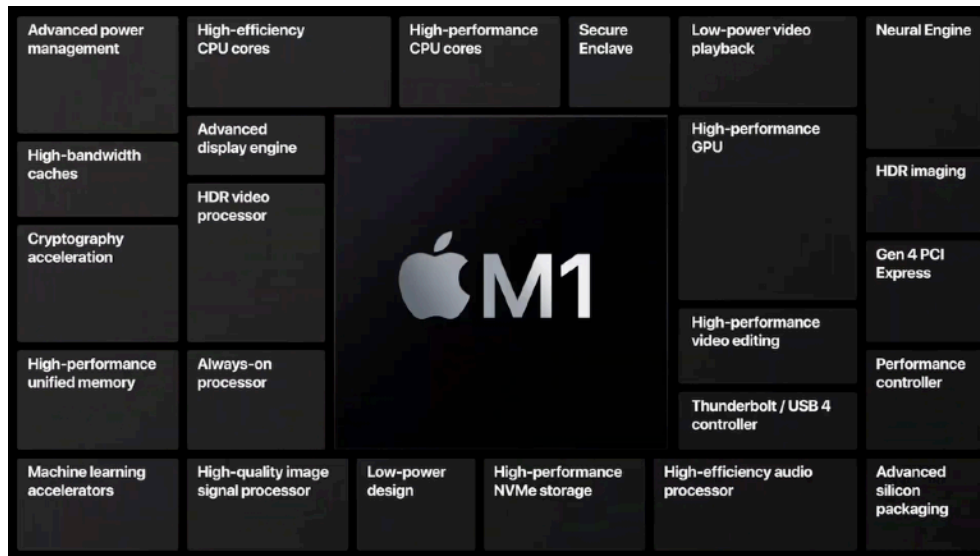 Advanced power
management
High-efficiency
CPU cores
High-performance
CPU cores
Secure
Enclave
Low-power video
playback
Neural Engine
High-bandwidth
caches
Advanced
display engine
High-performance
GPU
HDR imaging
HDR video
processor
Cryptography
acceleration
M1
Gen 4 PCI
Express
High-performance
video editing
High-performance
unified memory
Always-on
processor
Performance
controller
Thunderbolt / USB 4
controller
Machine learning
accelerators
High-quality image
signal processor
Low-power
design
High-performance
NVMe storage
High-efficiency audio
processor
Advanced
silicon
packaging